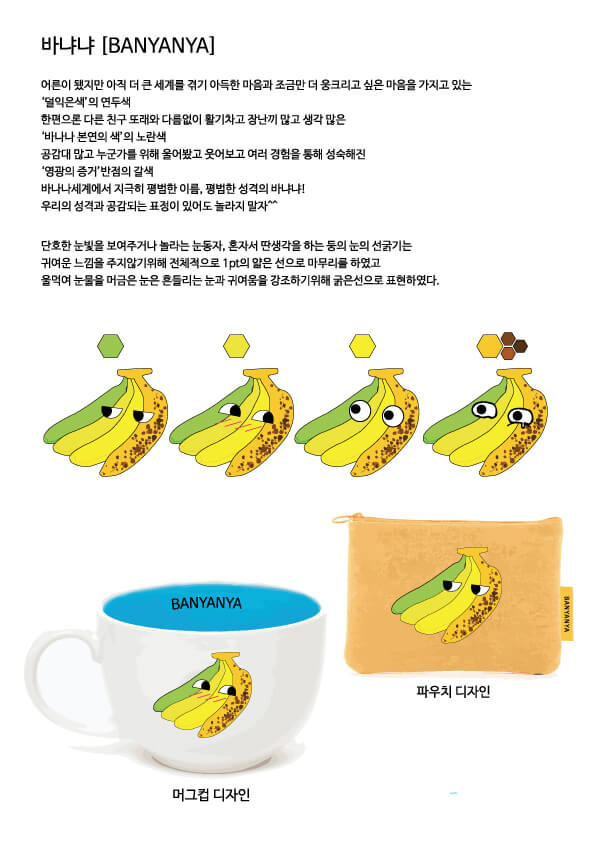 바냐냐 [BANYANYA]
어른이 됐지만 아직 더 큰 세계를 겪기 아득한 마음과 조금만 더 웅크리고 싶은 마음을 가지고 있는
‘덜익은색’의 연두색
한편으론 다른 친구 또래와 다름없이 활기차고 장난끼 많고 생각 많은
‘바나나 본연의 색’의 노란색
공감대 많고 누군가를 위해 울어봤고 웃어보고 여러 경험을 통해 성숙해진
‘영광의 증거’반점의 갈색
바나나세계에서 지극히 평범한 이름, 평범한 성격의 바냐냐!
우리의 성격과 공감되는 표정이 있어도 놀라지 말자^^
단호한 눈빛을 보여주거나 놀라는 눈동자, 혼자서 딴생각을 하는 등의 눈의 선굵기는
귀여운 느낌을 주지않기위해 전체적으로 1pt의 얇은 선으로 마무리를 하였고
울먹여 눈물을 머금은 눈은 흔들리는 눈과 귀여움을 강조하기위해 굵은선으로 표현하였다.
BANYANYA
BANYANYA
파우치 디자인
머그컵 디자인